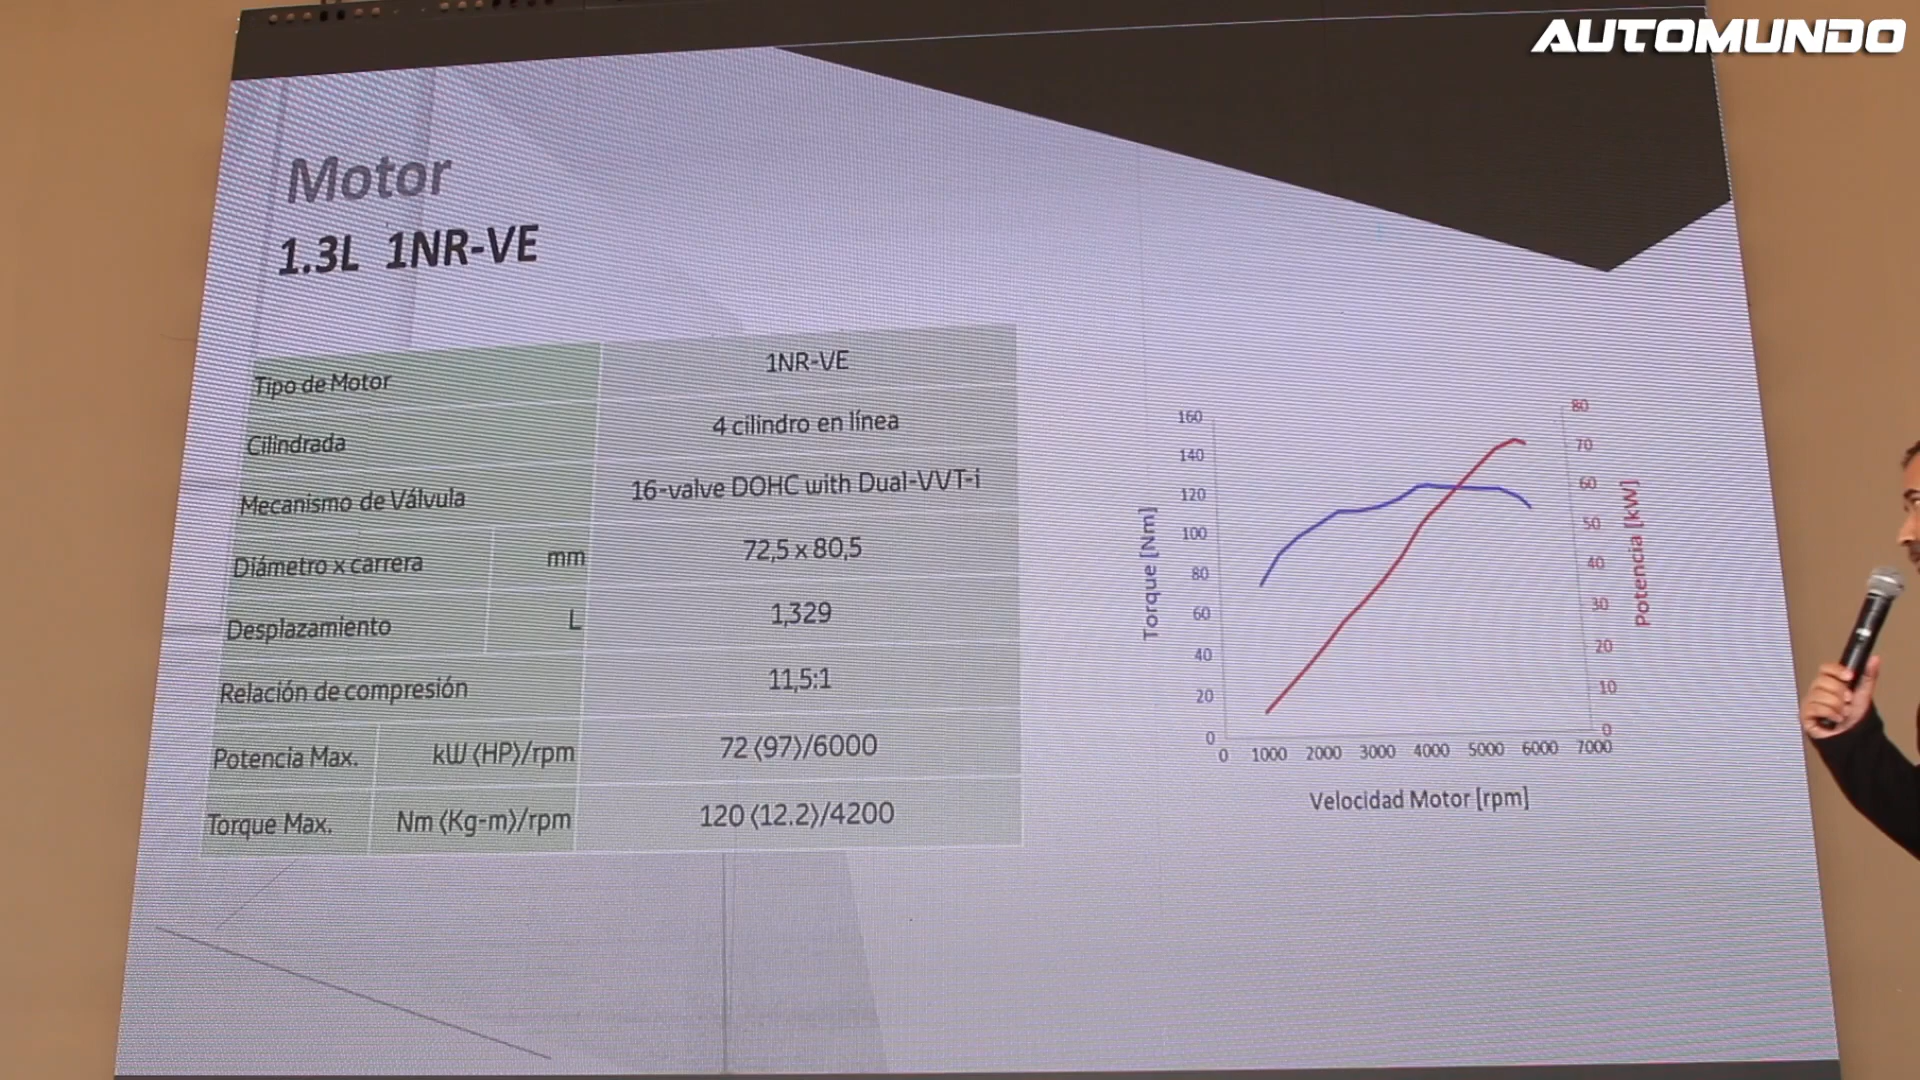 AUTOMUNDO
Motor
1.3L 1NR-VE
Tipo de Motor 1NR-VE
Cilindrada 4 cilindro en línea
Mecanismo de Válvula 16-valve DOHC with Dual-VVT-i
Diámetro x carrera mm 72,5 x 80,5
Desplazamiento L 1,329
Relación de compresión 11,5:1
Potencia Max. kW (HP)/rpm 72 (97)/6000
Torque Max. Nm (Kg-m)/rpm 120 (12.2)/4200
Torque [Nm]
160
140
120
100
80
60
40
20
0
80
70
60
50
40
30
20
10
0
Potencia [kW]
0 1000 2000 3000 4000 5000 6000 7000
Velocidad Motor [rpm]